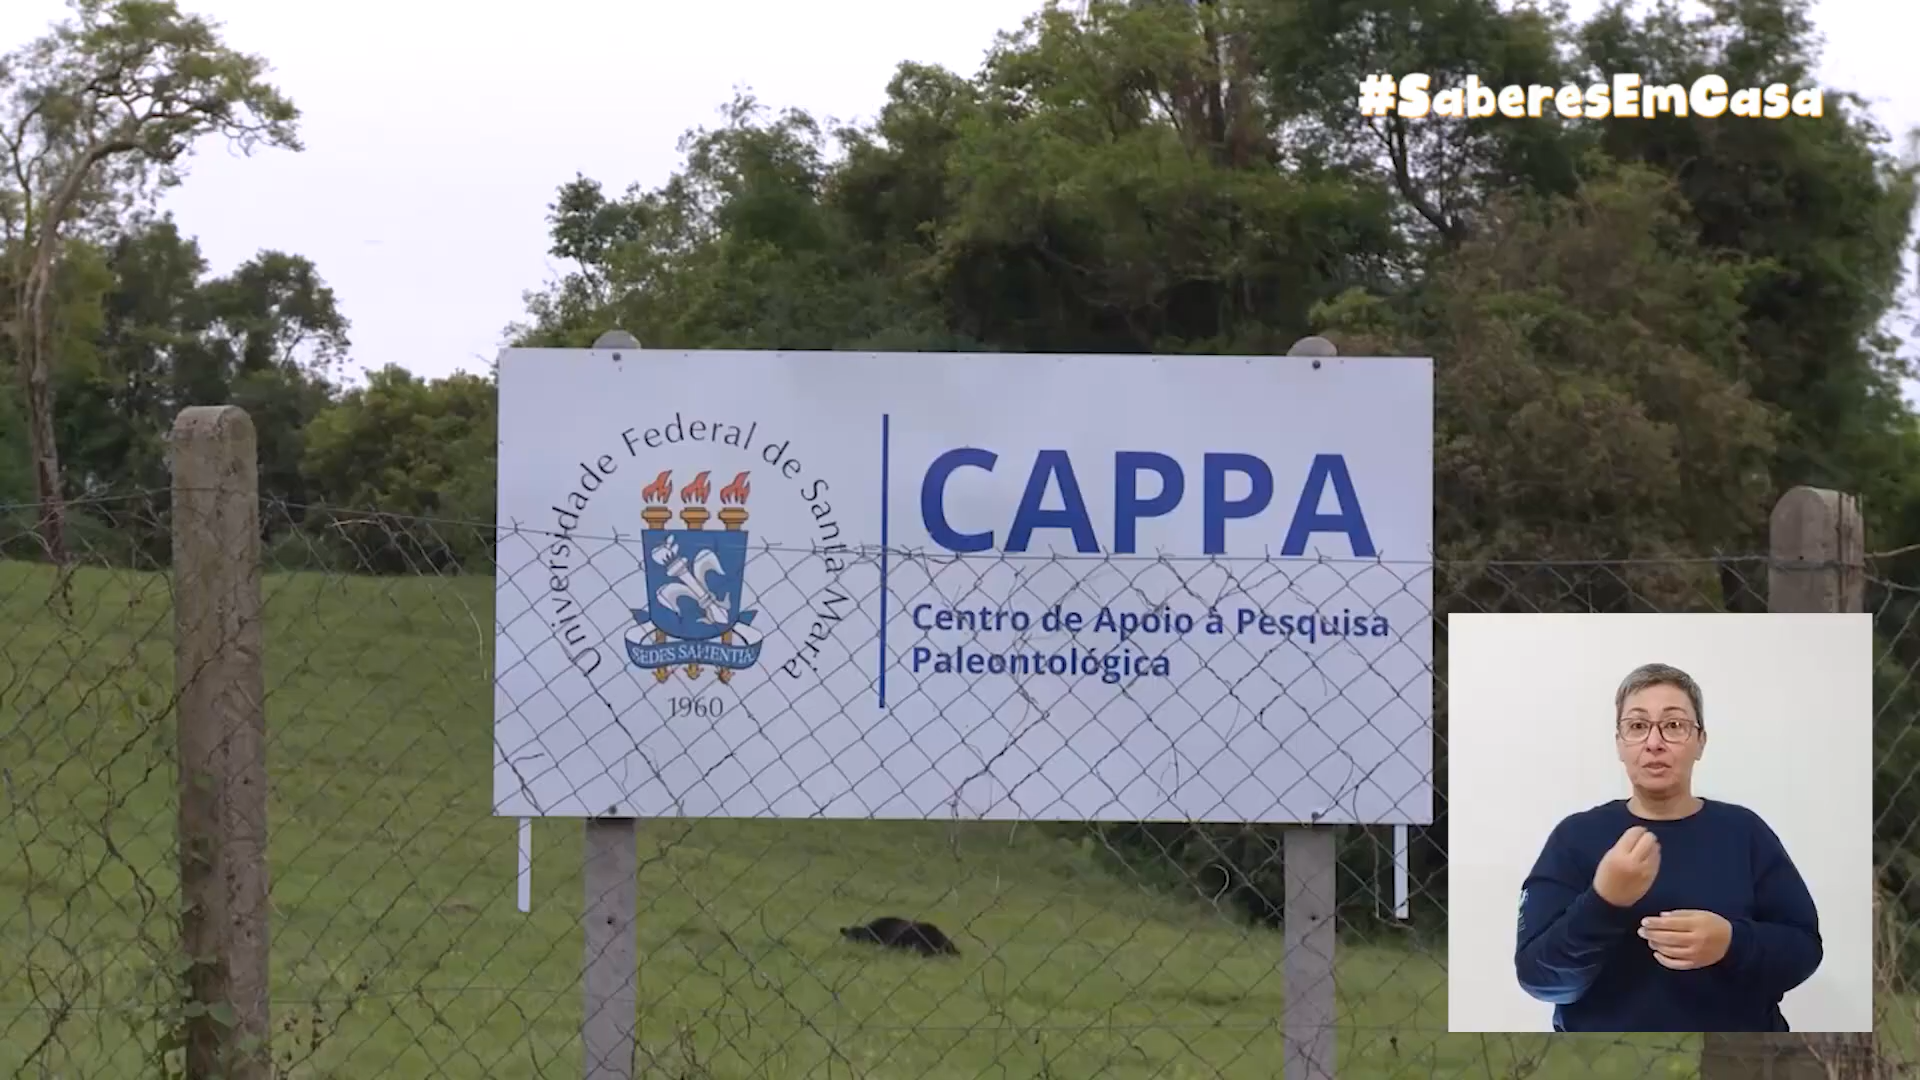 #SaberesEmCasa
Universidade Federal de Santa Maria
SEDES SAPIENTIAE
1960
CAPPA
Centro de Apoio à Pesquisa
Paleontológica